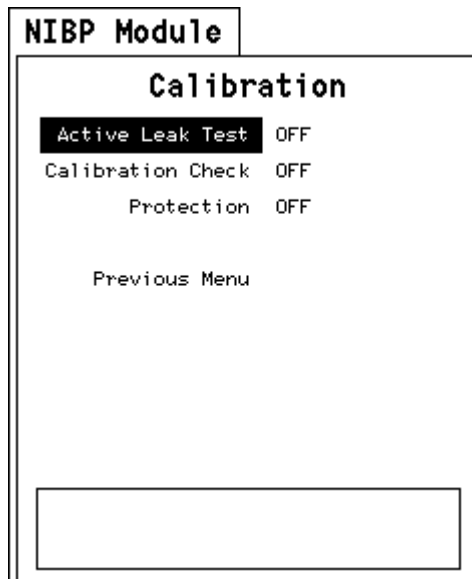 NIBP Module
Calibration
Active Leak Test OFF
Calibration Check OFF
Protection OFF
Previous Menu